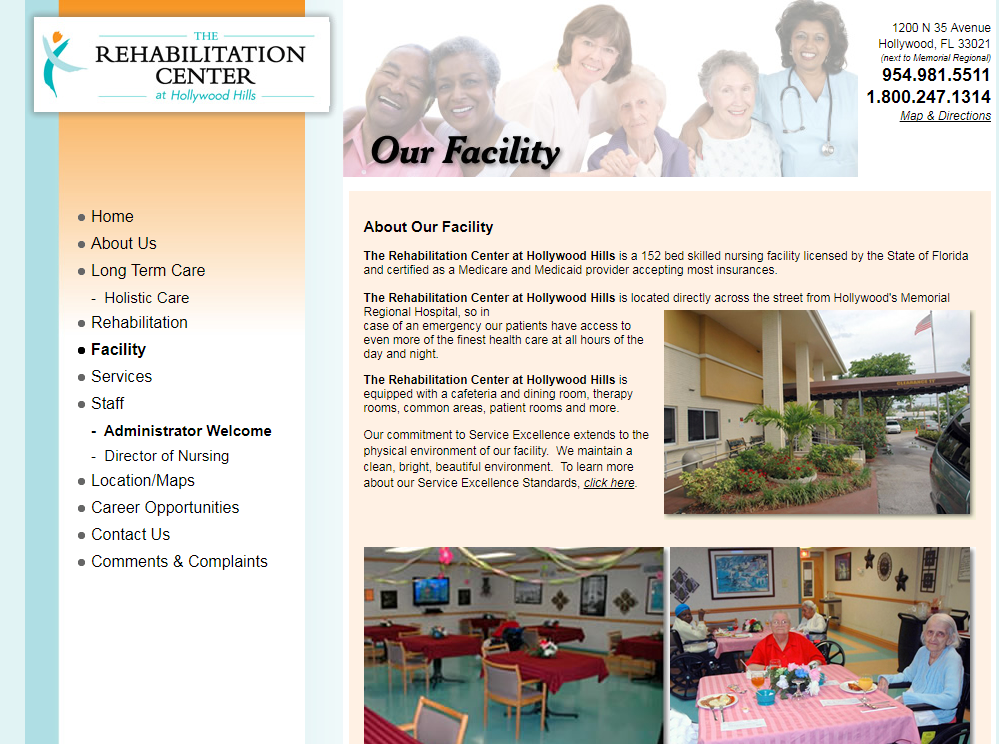 THE
REHABILITATION
CENTER
at Hollywood Hills
Our Facility
1200 N 35 Avenue
Hollywood, FL 33021
(next to Memorial Regional)
954.981.5511
1.800.247.1314
Map & Directions
Home
About Us
Long Term Care
- Holistic Care
Rehabilitation
Facility
Services
Staff
- Administrator Welcome
- Director of Nursing
Location/Maps
Career Opportunities
Contact Us
Comments & Complaints
About Our Facility
The Rehabilitation Center at Hollywood Hills is a 152 bed skilled nursing facility licensed by the State of Florida
and certified as a Medicare and Medicaid provider accepting most insurances.
The Rehabilitation Center at Hollywood Hills is located directly across the street from Hollywood's Memorial
Regional Hospital, so in
case of an emergency our patients have access to
even more of the finest health care at all hours of the
day and night.
The Rehabilitation Center at Hollywood Hills is
equipped with a cafeteria and dining room, therapy
rooms, common areas, patient rooms and more.
Our commitment to Service Excellence extends to the
physical environment of our facility. We maintain a
clean, bright, beautiful environment. To learn more
about our Service Excellence Standards, click here.